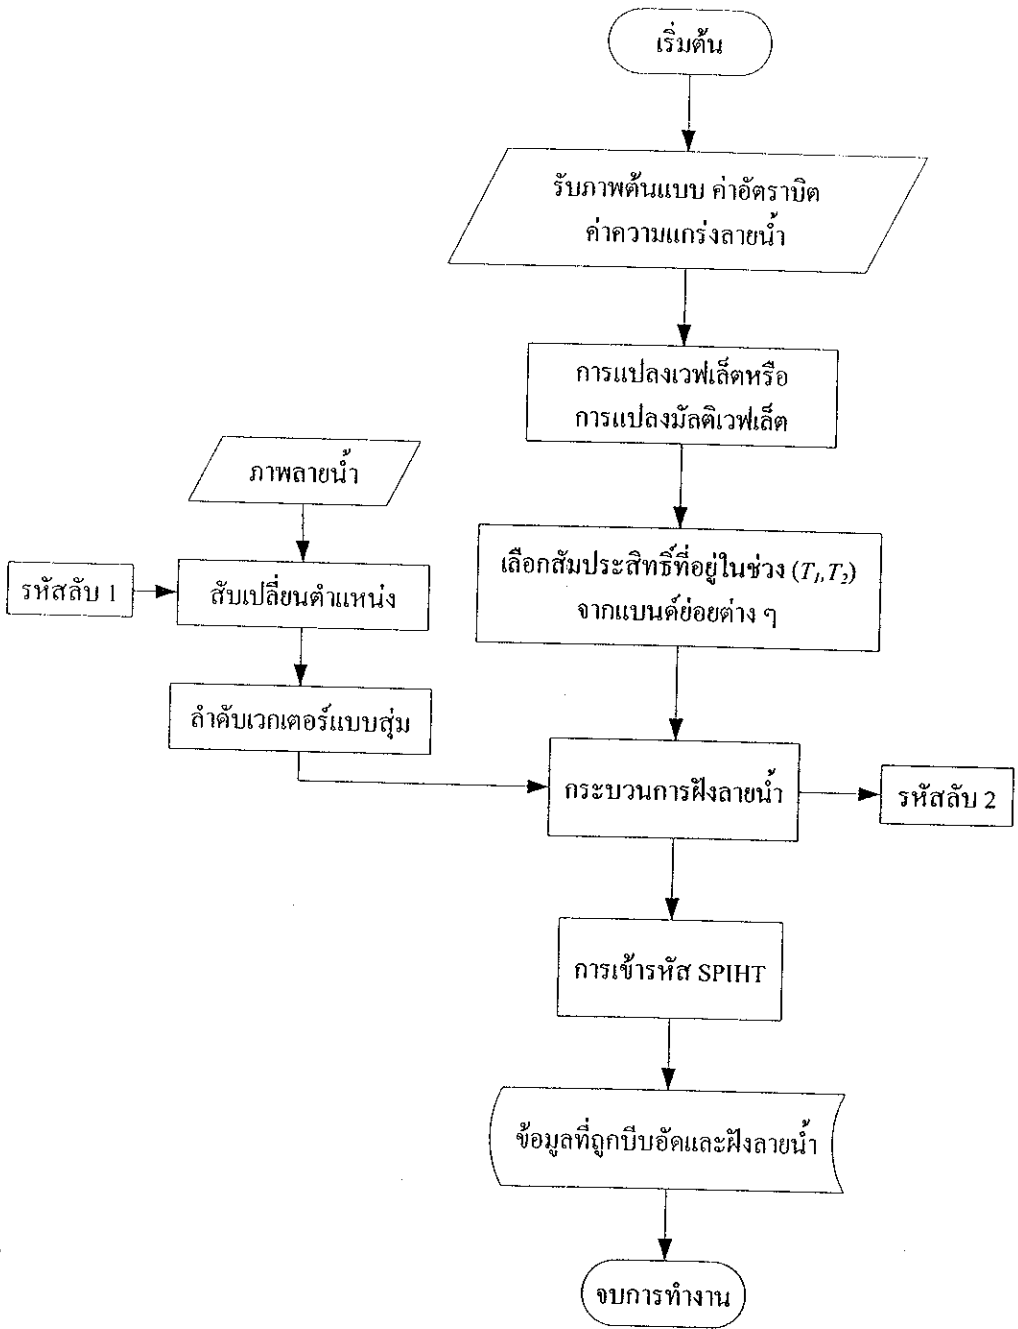 เริ่มต้น
รับภาพต้นแบบ ค่าอัตราบิต
ค่าความแกร่งลายน้ำ
การแปลงเวฟเล็ตหรือ
การแปลงมัลติเวฟเล็ต
ภาพลายน้ำ
เลือกสัมประสิทธิ์ที่อยู่ในช่วง (T1,T2)
จากแบนด์ย่อยต่าง ๆ
รหัสลับ 1
สับเปลี่ยนตำแหน่ง
ลำดับเวกเตอร์แบบสุ่ม
กระบวนการฝังลายน้ำ
รหัสลับ 2
การเข้ารหัส SPIHT
ข้อมูลที่ถูกบีบอัดและฝังลายน้ำ
จบการทำงาน